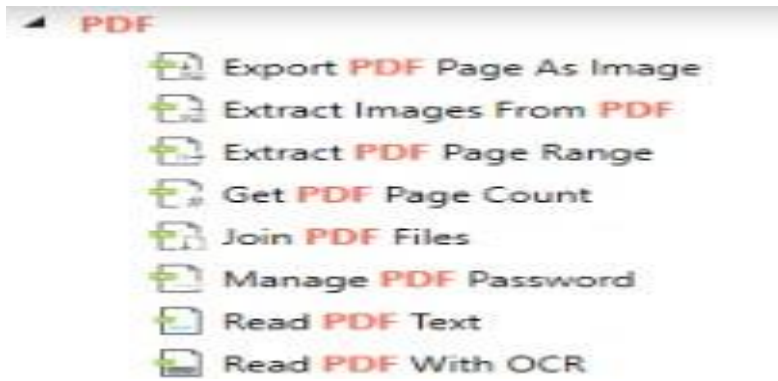 PDF
Export PDF Page As Image
Extract Images From PDF
Extract PDF Page Range
Get PDF Page Count
Join PDF Files
Manage PDF Password
Read PDF Text
Read PDF With OCR